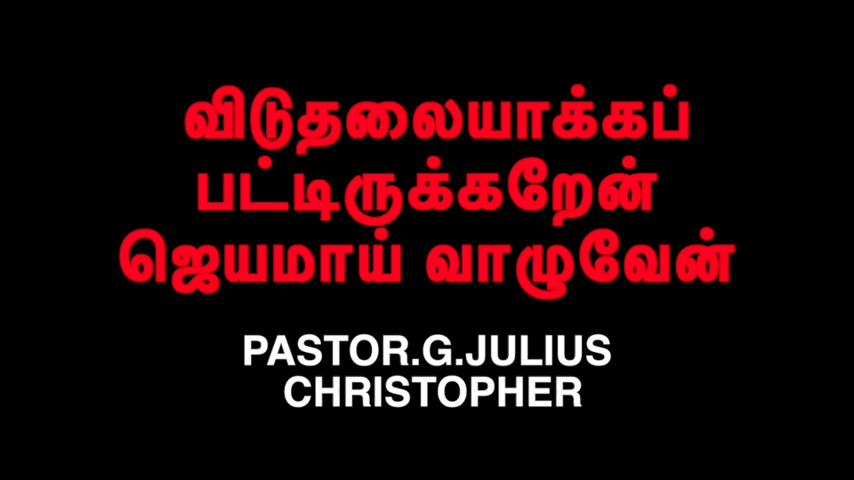 விடுதலையாக்கப்
பட்டிருக்கறேன்
ஜெயமாய் வாழுவேன்
PASTOR.G.JULIUS
CHRISTOPHER